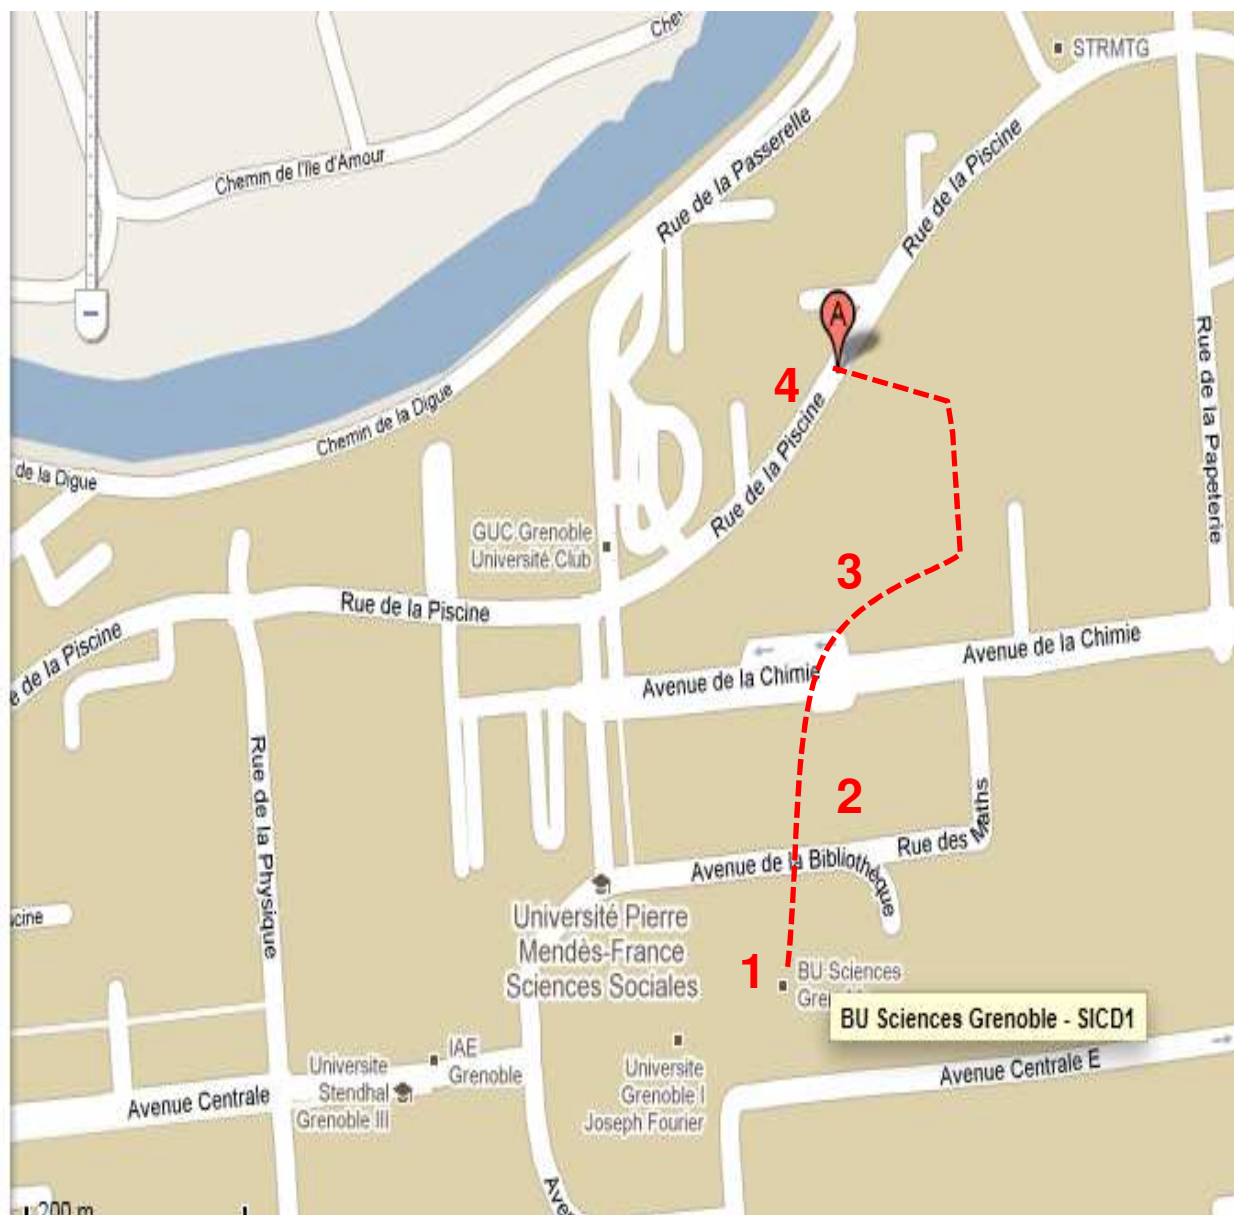 Che
STRMTG
Chemin de l'Ile d'Amour
Rue de la Passerelle
Rue de la Piscine
A
Rue de la Papeterie
4
Rue de la Piscine
Chemin de la Digue
de la Digue
GUC Grenoble
Université Club
3
Rue de la Piscine
e de la Piscine
Avenue de la Chimie
Avenue de la Chimie
Rue de la Physique
2
Rue des Maths
Avenue de la Bibliothèque
Université Pierre
Mendès-France
Sciences Sociales
1
BU Sciences
BU Sciences Grenoble - SICD1
IAE
Grenoble
Universite
Stendhal
Grenoble III
Universite
Grenoble I
Joseph Fourier
Avenue Centrale
Avenue Centrale E
200 m